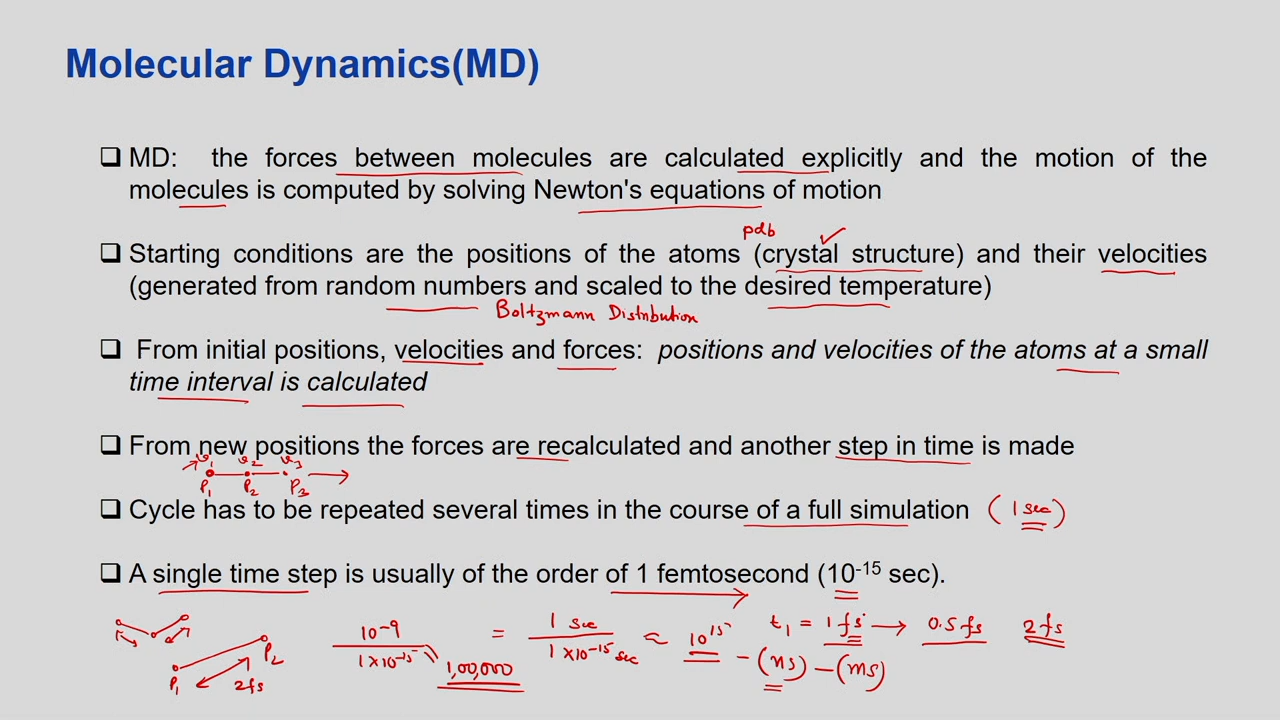 Molecular Dynamics(MD)
❑ MD: the forces between molecules are calculated explicitly and the motion of the
molecules is computed by solving Newton's equations of motion
pdb
❑ Starting conditions are the positions of the atoms (crystal structure) and their velocities
(generated from random numbers and scaled to the desired temperature)
Boltzmann Distribution
❑ From initial positions, velocities and forces: positions and velocities of the atoms at a small
time interval is calculated
❑ From new positions the forces are recalculated and another step in time is made
v1 v2 v3
P1 P2 P3
❑ Cycle has to be repeated several times in the course of a full simulation (1 sec)
❑ A single time step is usually of the order of 1 femtosecond (10-15 sec).
10-9 / 1×10-15 = 1 sec / 1×10-15 sec ≈ 10^15 t1 = 1 fs → 0.5 fs 2 fs
1,00,000 - (ns) - (ms)
P1 P2 2fs